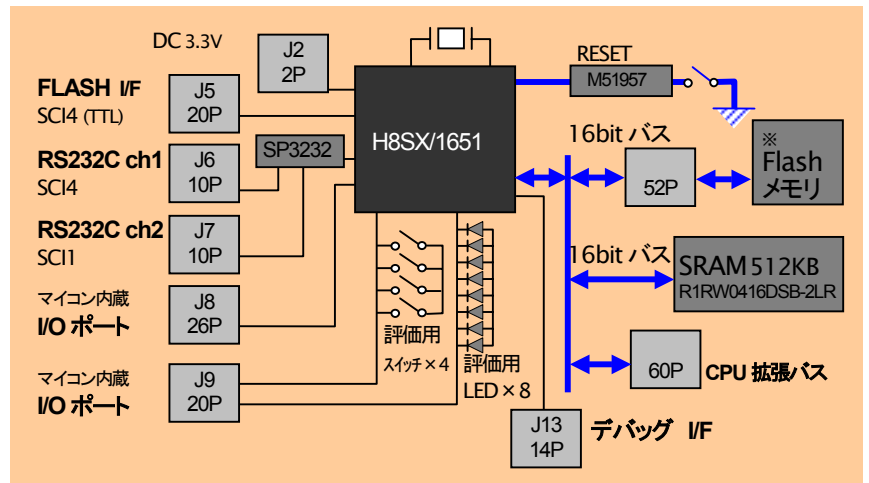 DC 3.3V
J2
2P
FLASH I/F
SCI4 (TTL)
J5
20P
RS232C ch1
SCI4
J6
10P
SP3232
RS232C ch2
SCI1
J7
10P
マイコン内蔵
I/O ポート
J8
26P
マイコン内蔵
I/O ポート
J9
20P
H8SX/1651
RESET
M51957
16bit バス
52P
※
Flash
メモリ
16bit バス
SRAM 512KB
R1RW0416DSB-2LR
60P
CPU 拡張バス
評価用
スイッチ×4
評価用
LED×8
J13
14P
デバッグ I/F